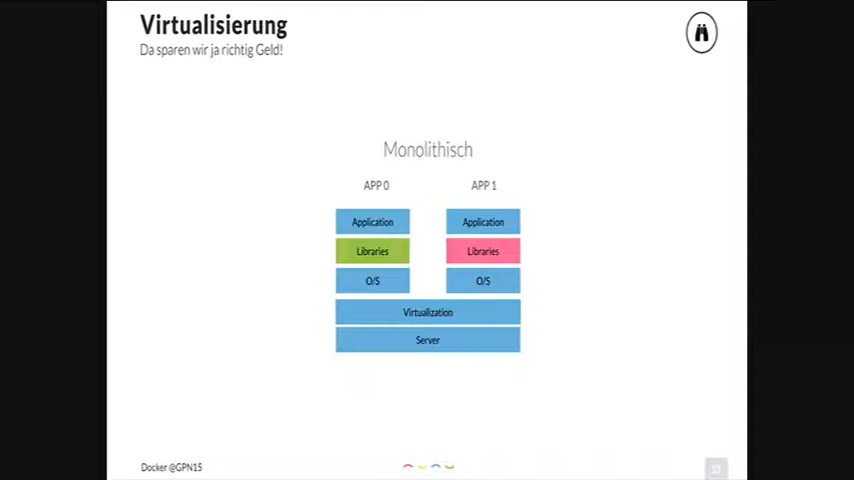 Virtualisierung
Da sparen wir ja richtig Geld!
Monolithisch
APP 0 APP 1
Application Application
Libraries Libraries
O/S O/S
Virtualization
Server
Docker @GPN15